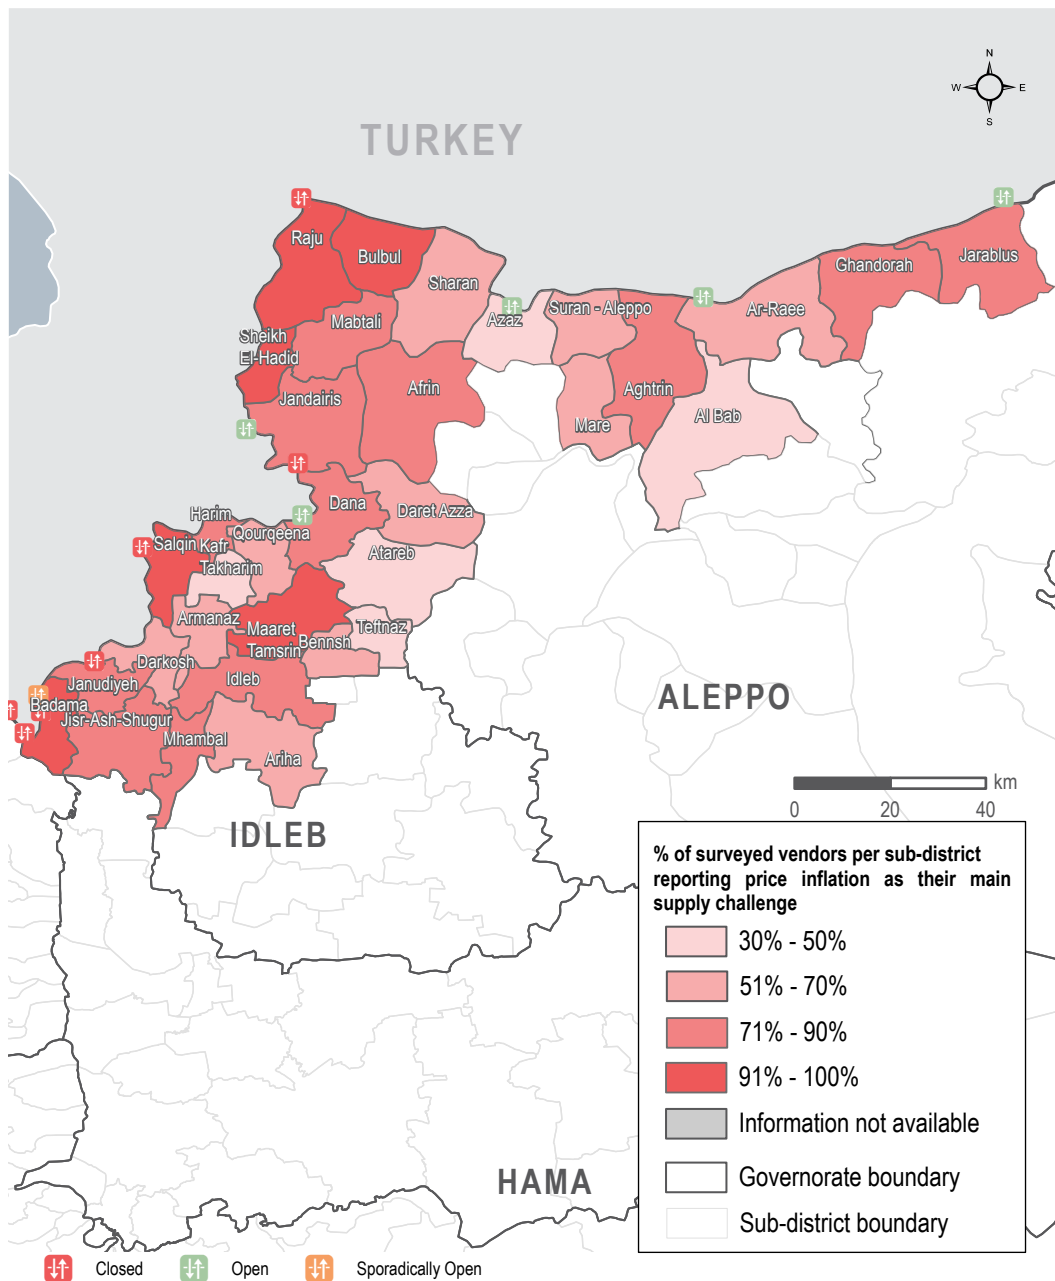 N
W
E
S
TURKEY
Raju
Bulbul
Sharan
Mabtali
Sheikh
El-Hadid
Azaz
Suran - Aleppo
Ar-Raee
Ghandorah
Jarablus
Jandairis
Afrin
Aghtrin
Al Bab
Mare
Dana
Daret Azza
Harim
Qourqeena
Salqin
Kafr
Takharim
Atareb
Armanaz
Maaret
Tamsrin
Teftnaz
Bennsh
Darkosh
Janudiyeh
Idleb
Badama
Jisr-Ash-Shugur
Mhambal
Ariha
ALEPPO
km
0 20 40
IDLEB
% of surveyed vendors per sub-district
reporting price inflation as their main
supply challenge
30% - 50%
51% - 70%
71% - 90%
91% - 100%
Information not available
Governorate boundary
Sub-district boundary
HAMA
Closed
Open
Sporadically Open